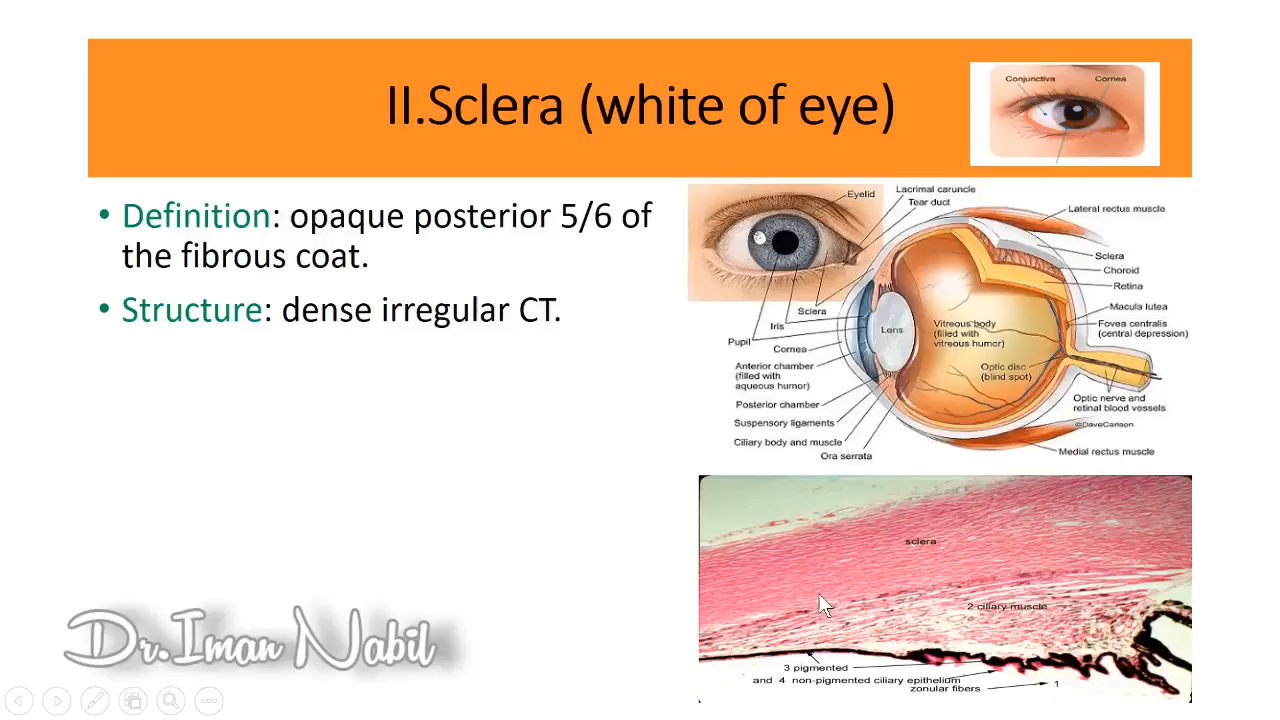 II.Sclera (white of eye)
Conjunctiva
Cornea
• Definition: opaque posterior 5/6 of
the fibrous coat.
• Structure: dense irregular CT.
Eyelid
Lacrimal caruncle
Tear duct
Lateral rectus muscle
Sclera
Choroid
Retina
Macula lutea
Fovea centralis
(central depression)
Sclera
Iris
Pupil
Cornea
Anterior chamber
(filled with
aqueous humor)
Posterior chamber
Suspensory ligaments
Ciliary body and muscle
Ora serrata
Lens
Vitreous body
(filled with
vitreous humor)
Optic disc
(blind spot)
Optic nerve and
retinal blood vessels
©DaveCarlson
Medial rectus muscle
sclera
2 ciliary muscle
3 pigmented
and 4 non-pigmented ciliary epithelium
zonular fibers
1
Dr.Iman Nabil